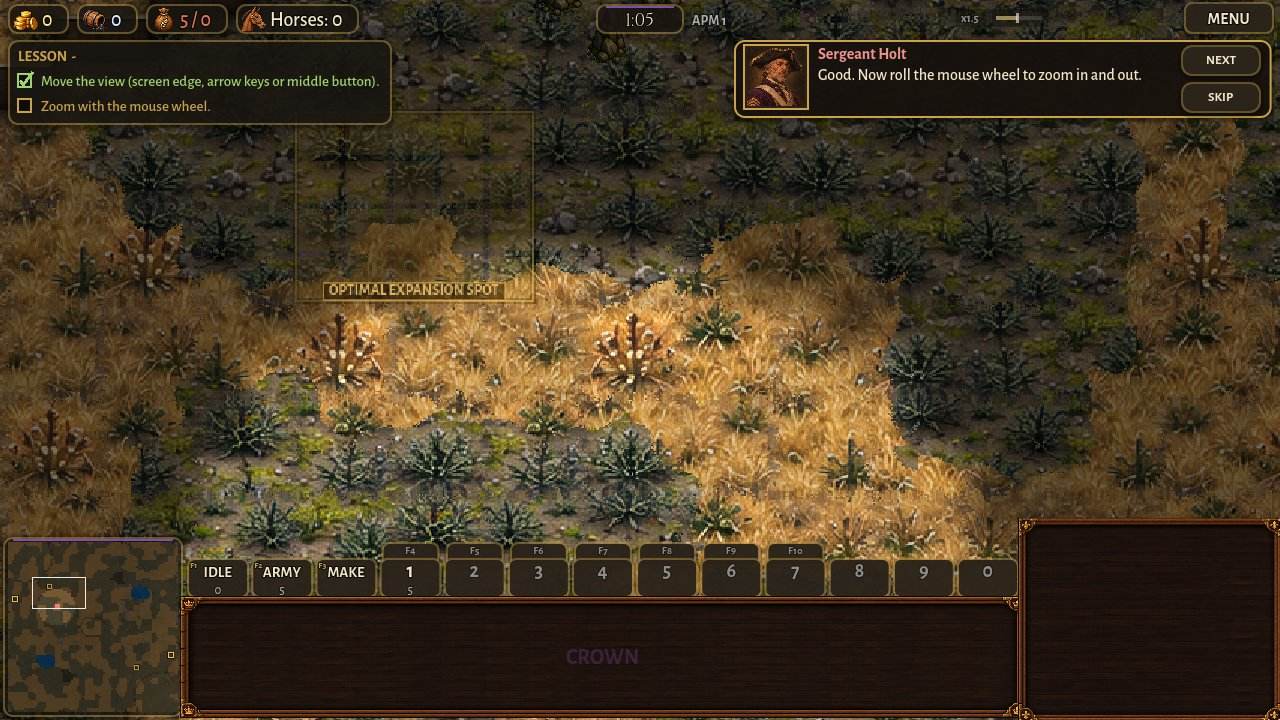 0
0
5 / 0
Horses: 0
1:05
APM 1
x1.5
MENU
LESSON -
Move the view (screen edge, arrow keys or middle button).
Zoom with the mouse wheel.
Sergeant Holt
Good. Now roll the mouse wheel to zoom in and out.
NEXT
SKIP
OPTIMAL EXPANSION SPOT
F4 F5 F6 F7 F8 F9 F10
F1 IDLE F2 ARMY F3 MAKE 1 2 3 4 5 6 7 8 9 0
0 5 5
CROWN